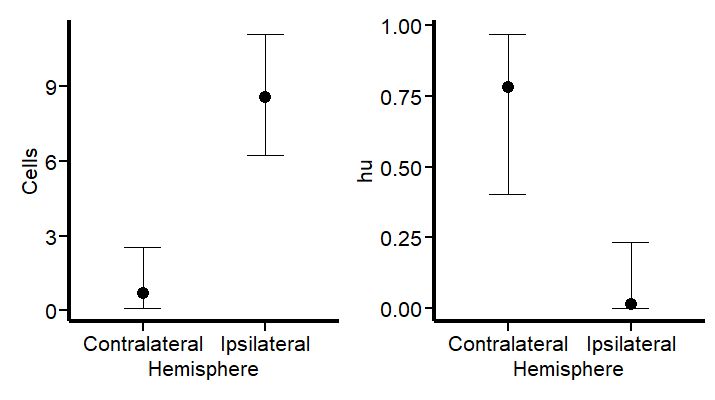 Cells
9
6
3
0
Contralateral Ipsilateral
Hemisphere
hu
1.00
0.75
0.50
0.25
0.00
Contralateral Ipsilateral
Hemisphere